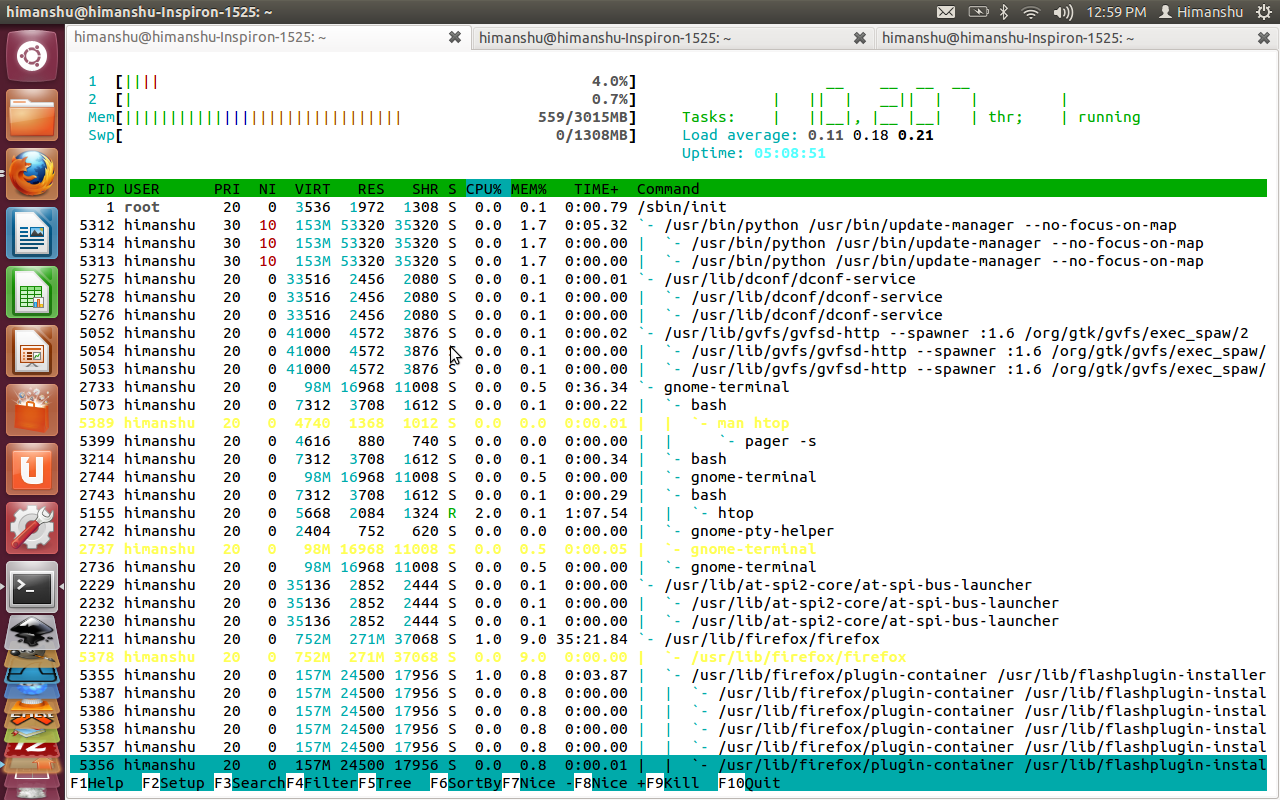 himanshu@himanshu-Inspiron-1525: ~ 12:59 PM Himanshu
himanshu@himanshu-Inspiron-1525: ~ himanshu@himanshu-Inspiron-1525: ~ himanshu@himanshu-Inspiron-1525: ~
1 [|||| 4.0%]
2 [| 0.7%]
Mem[||||||||||||||||||||||||||||||| 559/3015MB] Tasks: thr; running
Swp[ 0/1308MB] Load average: 0.11 0.18 0.21
Uptime: 05:08:51
PID USER PRI NI VIRT RES SHR S CPU% MEM% TIME+ Command
1 root 20 0 3536 1972 1308 S 0.0 0.1 0:00.79 /sbin/init
5312 himanshu 30 10 153M 53320 35320 S 0.0 1.7 0:05.32 `- /usr/bin/python /usr/bin/update-manager --no-focus-on-map
5314 himanshu 30 10 153M 53320 35320 S 0.0 1.7 0:00.00 | `- /usr/bin/python /usr/bin/update-manager --no-focus-on-map
5313 himanshu 30 10 153M 53320 35320 S 0.0 1.7 0:00.00 | `- /usr/bin/python /usr/bin/update-manager --no-focus-on-map
5275 himanshu 20 0 33516 2456 2080 S 0.0 0.1 0:00.01 `- /usr/lib/dconf/dconf-service
5278 himanshu 20 0 33516 2456 2080 S 0.0 0.1 0:00.00 | `- /usr/lib/dconf/dconf-service
5276 himanshu 20 0 33516 2456 2080 S 0.0 0.1 0:00.00 | `- /usr/lib/dconf/dconf-service
5052 himanshu 20 0 41000 4572 3876 S 0.0 0.1 0:00.02 `- /usr/lib/gvfs/gvfsd-http --spawner :1.6 /org/gtk/gvfs/exec_spaw/2
5054 himanshu 20 0 41000 4572 3876 S 0.0 0.1 0:00.00 | `- /usr/lib/gvfs/gvfsd-http --spawner :1.6 /org/gtk/gvfs/exec_spaw/
5053 himanshu 20 0 41000 4572 3876 S 0.0 0.1 0:00.00 | `- /usr/lib/gvfs/gvfsd-http --spawner :1.6 /org/gtk/gvfs/exec_spaw/
2733 himanshu 20 0 98M 16968 11008 S 0.0 0.5 0:36.34 `- gnome-terminal
5073 himanshu 20 0 7312 3708 1612 S 0.0 0.1 0:00.22 | `- bash
5389 himanshu 20 0 4740 1368 1012 S 0.0 0.0 0:00.01 | | `- man htop
5399 himanshu 20 0 4616 880 740 S 0.0 0.0 0:00.00 | | `- pager -s
3214 himanshu 20 0 7312 3708 1612 S 0.0 0.1 0:00.34 | `- bash
2744 himanshu 20 0 98M 16968 11008 S 0.0 0.5 0:00.00 | `- gnome-terminal
2743 himanshu 20 0 7312 3708 1612 S 0.0 0.1 0:00.29 | `- bash
5155 himanshu 20 0 5668 2084 1324 R 2.0 0.1 1:07.54 | | `- htop
2742 himanshu 20 0 2404 752 620 S 0.0 0.0 0:00.00 | `- gnome-pty-helper
2737 himanshu 20 0 98M 16968 11008 S 0.0 0.5 0:00.05 | `- gnome-terminal
2736 himanshu 20 0 98M 16968 11008 S 0.0 0.5 0:00.00 | `- gnome-terminal
2229 himanshu 20 0 35136 2852 2444 S 0.0 0.1 0:00.00 `- /usr/lib/at-spi2-core/at-spi-bus-launcher
2232 himanshu 20 0 35136 2852 2444 S 0.0 0.1 0:00.00 | `- /usr/lib/at-spi2-core/at-spi-bus-launcher
2230 himanshu 20 0 35136 2852 2444 S 0.0 0.1 0:00.00 | `- /usr/lib/at-spi2-core/at-spi-bus-launcher
2211 himanshu 20 0 752M 271M 37068 S 1.0 9.0 35:21.84 `- /usr/lib/firefox/firefox
5378 himanshu 20 0 752M 271M 37068 S 0.0 9.0 0:00.00 | `- /usr/lib/firefox/firefox
5355 himanshu 20 0 157M 24500 17956 S 1.0 0.8 0:03.87 | `- /usr/lib/firefox/plugin-container /usr/lib/flashplugin-installer
5387 himanshu 20 0 157M 24500 17956 S 0.0 0.8 0:00.00 | | `- /usr/lib/firefox/plugin-container /usr/lib/flashplugin-instal
5386 himanshu 20 0 157M 24500 17956 S 0.0 0.8 0:00.00 | | `- /usr/lib/firefox/plugin-container /usr/lib/flashplugin-instal
5358 himanshu 20 0 157M 24500 17956 S 0.0 0.8 0:00.00 | | `- /usr/lib/firefox/plugin-container /usr/lib/flashplugin-instal
5357 himanshu 20 0 157M 24500 17956 S 0.0 0.8 0:00.00 | | `- /usr/lib/firefox/plugin-container /usr/lib/flashplugin-instal
5356 himanshu 20 0 157M 24500 17956 S 0.0 0.8 0:00.01 | | `- /usr/lib/firefox/plugin-container /usr/lib/flashplugin-instal
F1Help F2Setup F3SearchF4FilterF5Tree F6SortByF7Nice -F8Nice +F9Kill F10Quit